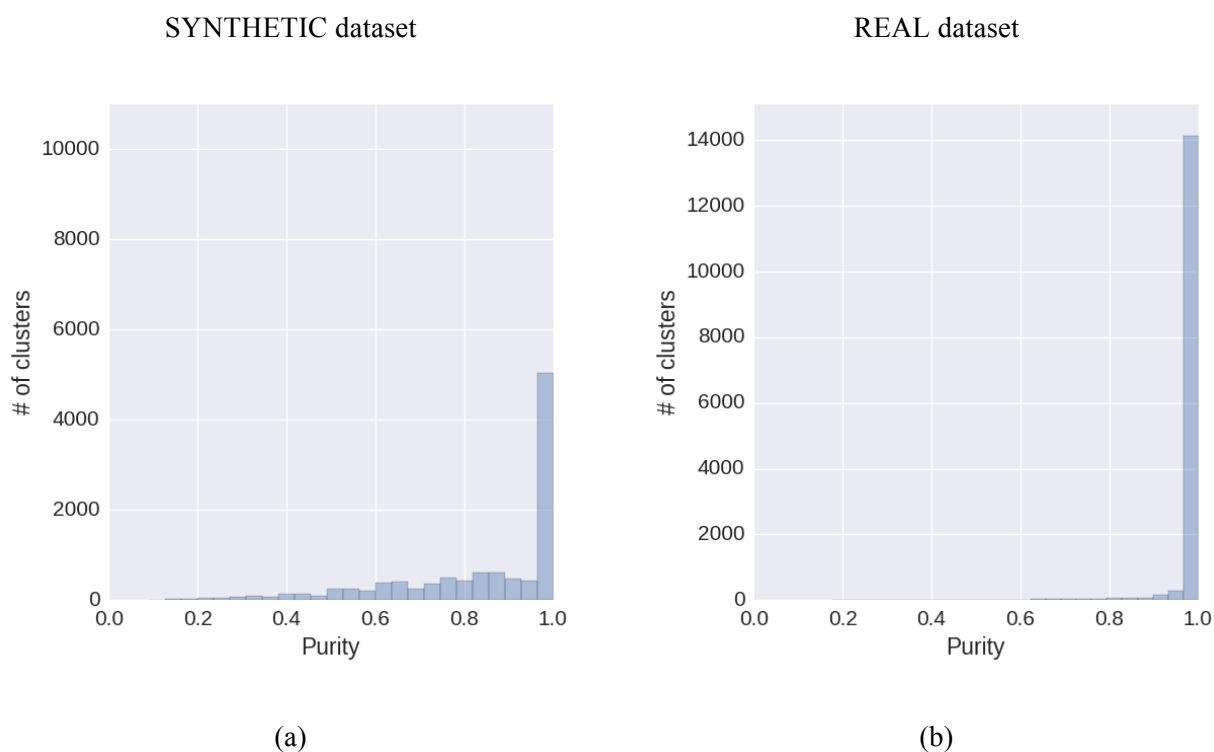 SYNTHETIC dataset
REAL dataset
10000
8000
6000
4000
2000
0
# of clusters
0.0 0.2 0.4 0.6 0.8 1.0
Purity
(a)
14000
12000
10000
8000
6000
4000
2000
0
# of clusters
0.0 0.2 0.4 0.6 0.8 1.0
Purity
(b)